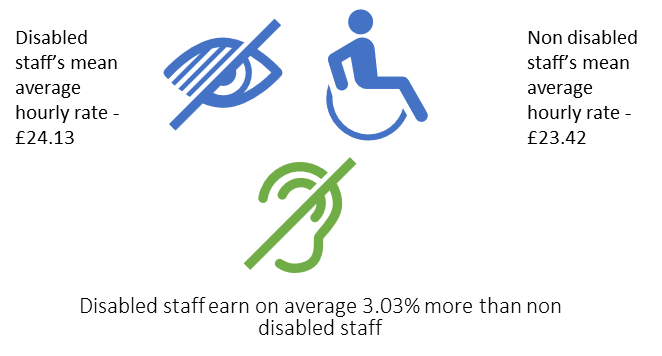 Disabled
staff’s mean
average
hourly rate -
£24.13
Non disabled
staff’s mean
average
hourly rate -
£23.42
Disabled staff earn on average 3.03% more than non
disabled staff